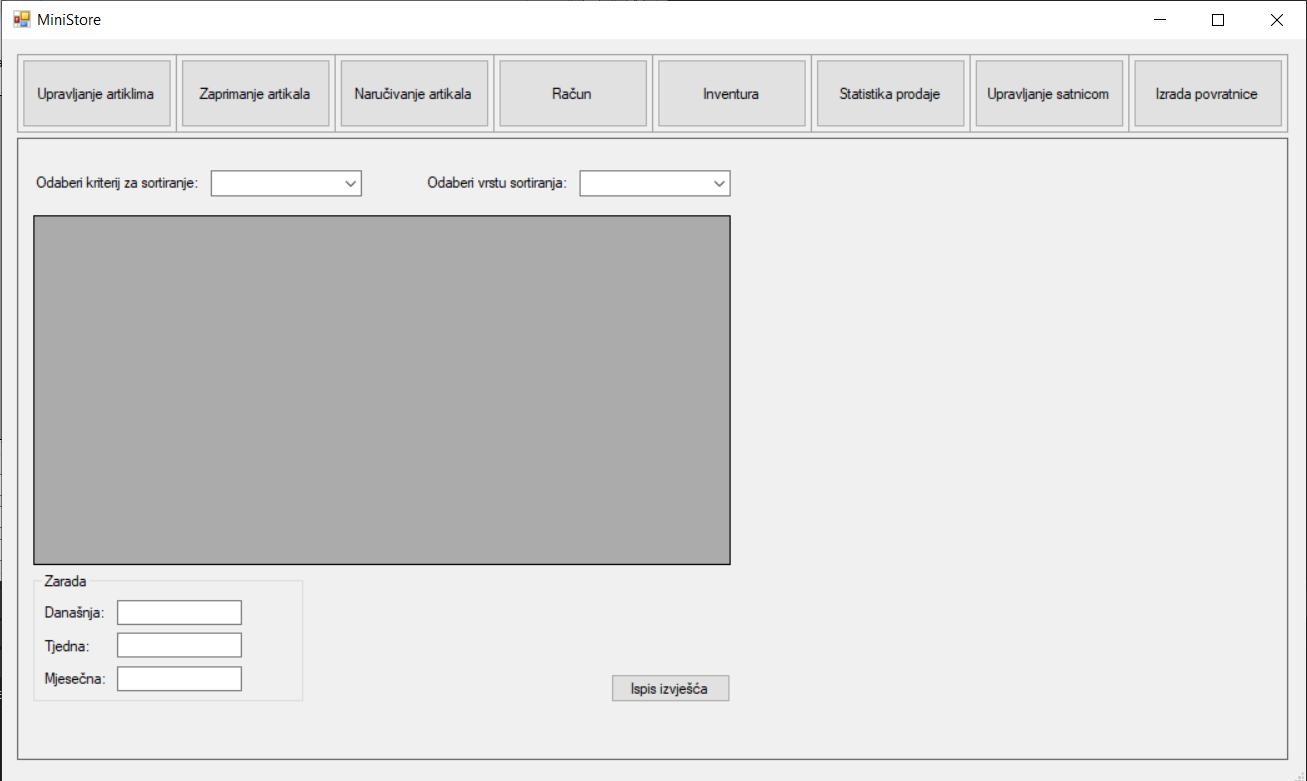 MiniStore
Upravljanje artiklima
Zaprimanje artikala
Naručivanje artikala
Račun
Inventura
Statistika prodaje
Upravljanje satnicom
Izrada povratnice
Odaberi kriterij za sortiranje:
Odaberi vrstu sortiranja:
Zarada
Današnja:
Tjedna:
Mjesečna:
Ispis izvješća